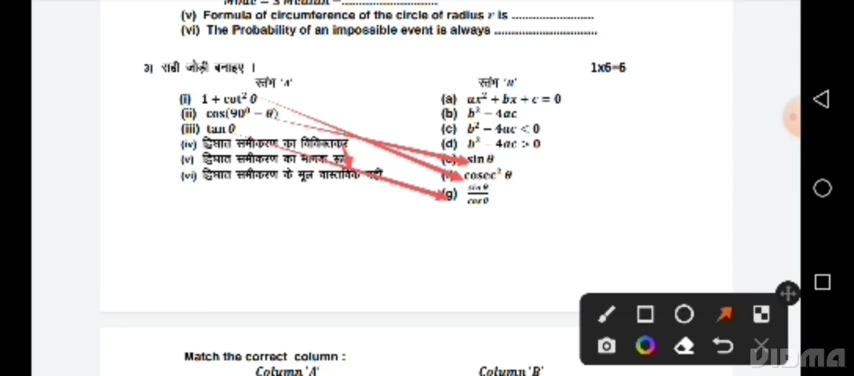 (v) Formula of circumference of the circle of radius r is ........................
(vi) The Probability of an impossible event is always ..............................
3) सही जोड़ी बनाइए । 1x6=6
स्तंभ 'A' स्तंभ 'B'
(i) 1 + cot² θ (a) ax² + bx + c = 0
(ii) cos(90⁰ − θ) (b) b² − 4ac
(iii) tan θ (c) b² − 4ac < 0
(iv) द्विघात समीकरण का विविक्तकर (d) b² − 4ac > 0
(v) द्विघात समीकरण का मानक रूप (e) sin θ
(vi) द्विघात समीकरण के मूल वास्तविक नहीं (f) cosec² θ
(g) sin θ / cos θ
Match the correct column :
Column 'A' Column 'B'
VIDMA